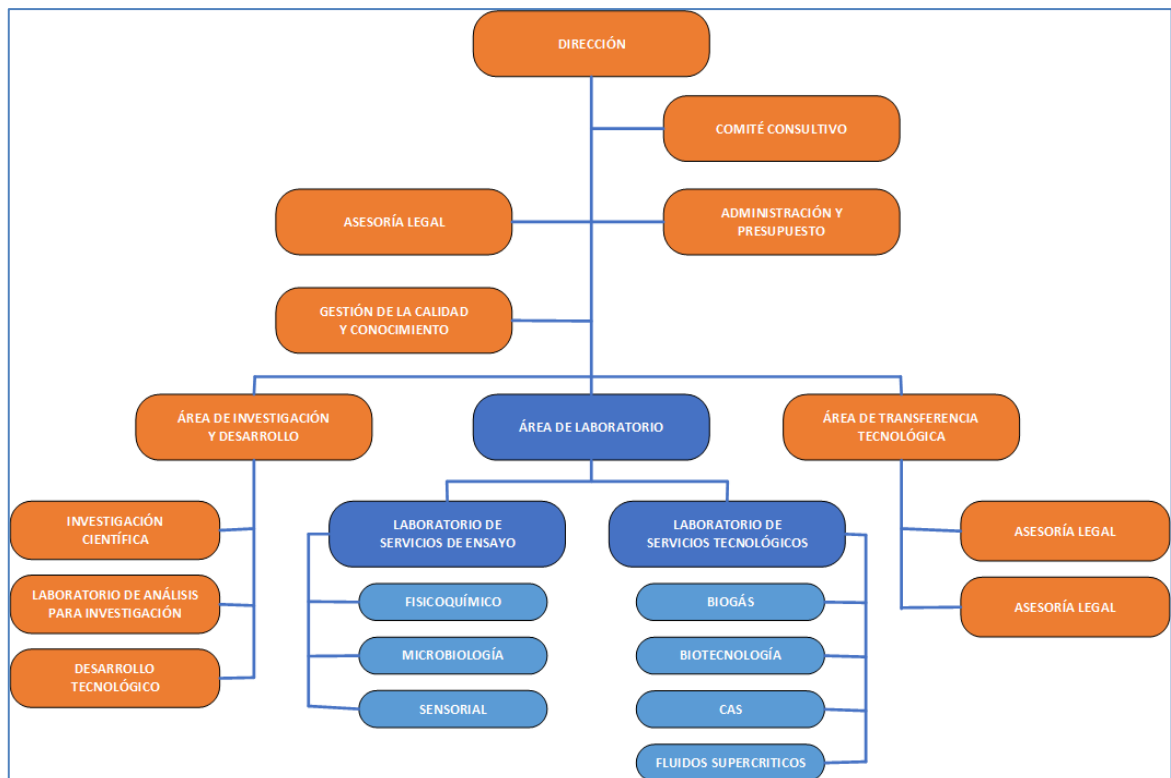 DIRECCIÓN
COMITÉ CONSULTIVO
ASESORÍA LEGAL
ADMINISTRACIÓN Y
PRESUPUESTO
GESTIÓN DE LA CALIDAD
Y CONOCIMIENTO
ÁREA DE INVESTIGACIÓN
Y DESARROLLO
ÁREA DE LABORATORIO
ÁREA DE TRANSFERENCIA
TECNOLÓGICA
INVESTIGACIÓN
CIENTÍFICA
LABORATORIO DE ANÁLISIS
PARA INVESTIGACIÓN
DESARROLLO
TECNOLÓGICO
LABORATORIO DE
SERVICIOS DE ENSAYO
FISICOQUÍMICO
MICROBIOLOGÍA
SENSORIAL
LABORATORIO DE
SERVICIOS TECNOLÓGICOS
BIOGÁS
BIOTECNOLOGÍA
CAS
FLUIDOS SUPERCRITICOS
ASESORÍA LEGAL
ASESORÍA LEGAL